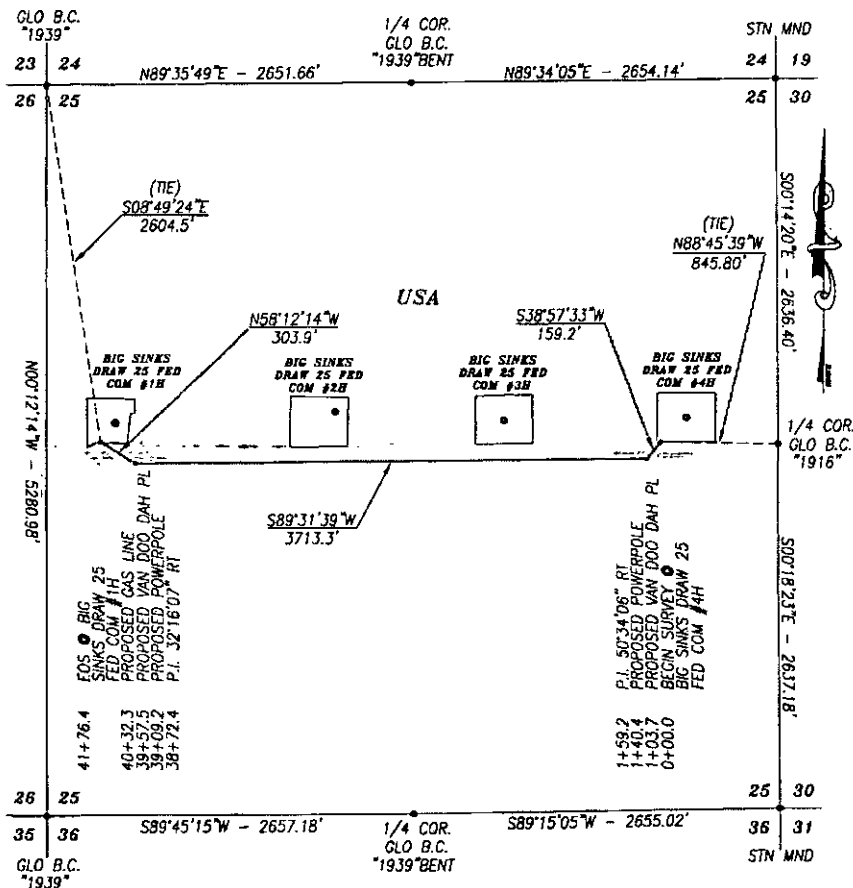 GLO B.C.
"1939"
1/4 COR.
GLO B.C.
"1939"BENT
STN MND
23 24
N89°35'49"E - 2651.66'
N89°34'05"E - 2654.14'
24 19
26 25
25 30
(TIE)
S08°49'24"E
2604.5'
S00°14'20"E - 2636.40'
(TIE)
N88°45'39"W
845.80'
USA
N58°12'14"W
303.9'
S38°57'33"W
159.2'
BIG SINKS
DRAW 25 FED
COM #1H
BIG SINKS
DRAW 25 FED
COM #2H
BIG SINKS
DRAW 25 FED
COM #3H
BIG SINKS
DRAW 25 FED
COM #4H
N00°12'14"W - 5280.98'
1/4 COR.
GLO B.C.
"1916"
S89°31'39"W
3713.3'
S00°18'23"E - 2637.18'
41+76.4 EOS @ BIG
SINKS DRAW 25
FED COM #1H
40+32.3 PROPOSED GAS LINE
39+57.5 PROPOSED VAN DOO DAH PL
39+09.2 PROPOSED POWERPOLE
38+72.4 P.I. 32°16'07" RT
1+59.2 P.I. 50°34'06" RT
1+40.4 PROPOSED POWERPOLE
1+03.7 PROPOSED VAN DOO DAH PL
0+00.0 BEGIN SURVEY @
BIG SINKS DRAW 25
FED COM #4H
26 25
25 30
35 36
S89°45'15"W - 2657.18'
S89°15'05"W - 2655.02'
36 31
GLO B.C.
"1939"
1/4 COR.
GLO B.C.
"1939"BENT
STN MND